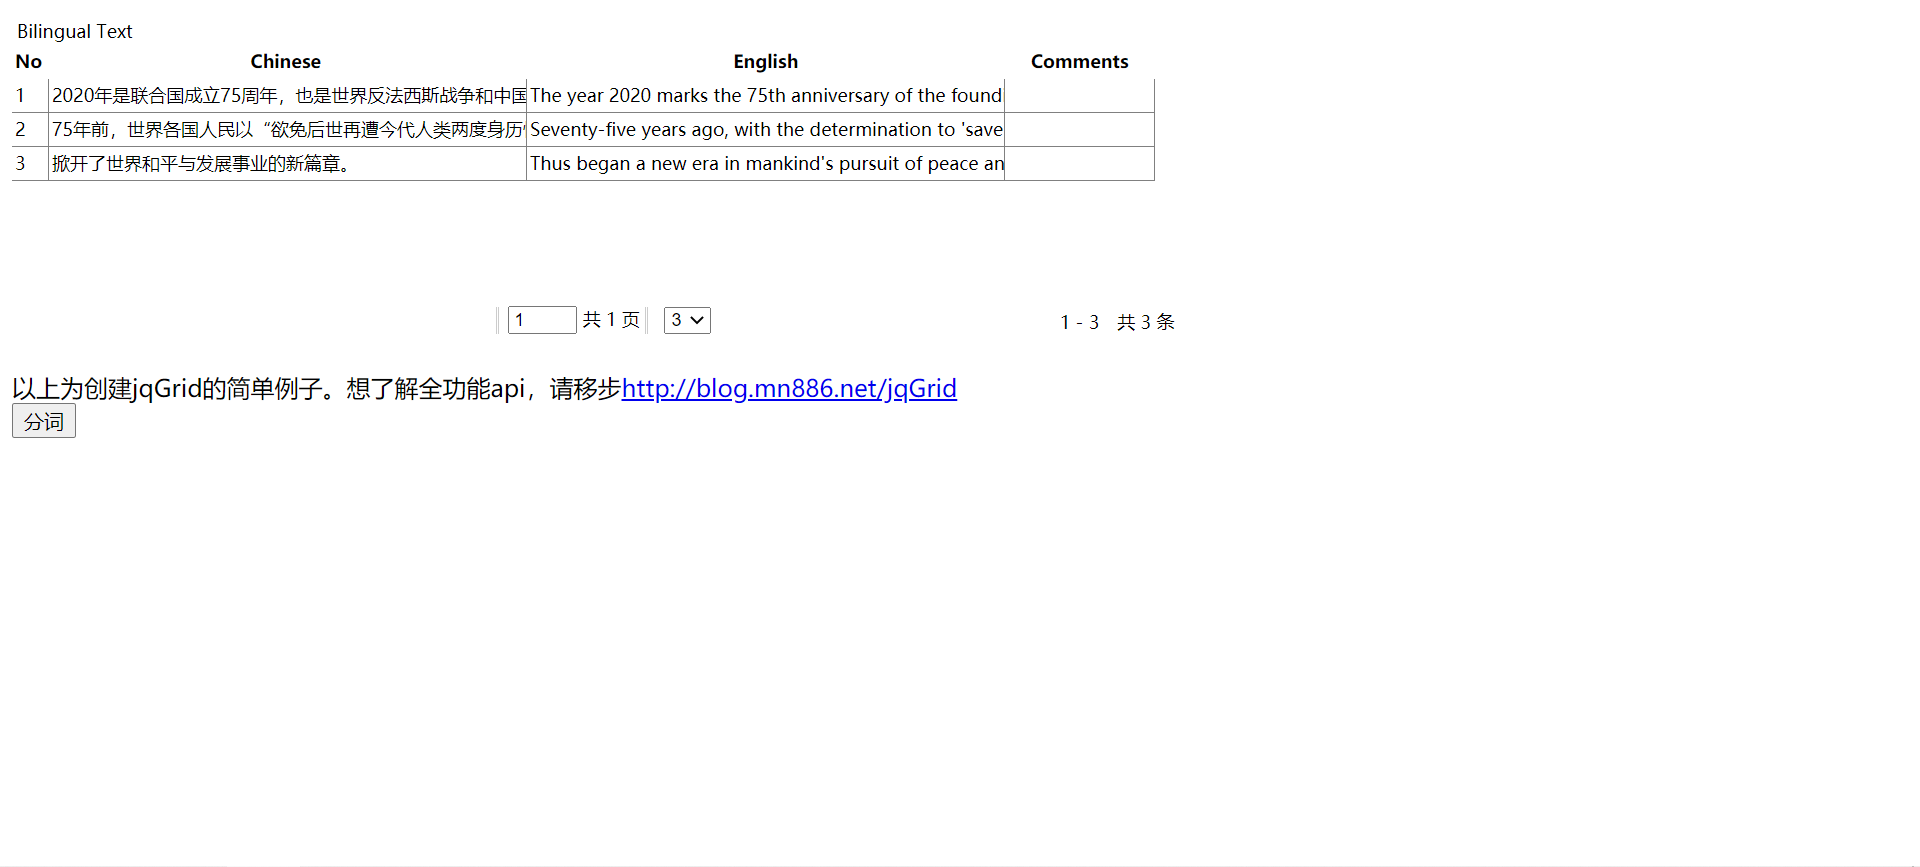 Bilingual Text
No Chinese English Comments
1 2020年是联合国成立75周年，也是世界反法西斯战争和中国 The year 2020 marks the 75th anniversary of the found
2 75年前，世界各国人民以“欲免后世再遭今代人类两度身历 Seventy-five years ago, with the determination to 'save
3 掀开了世界和平与发展事业的新篇章。 Thus began a new era in mankind's pursuit of peace an
1 共 1 页 3 1 - 3 共 3 条
以上为创建jqGrid的简单例子。想了解全功能api，请移步http://blog.mn886.net/jqGrid
分词